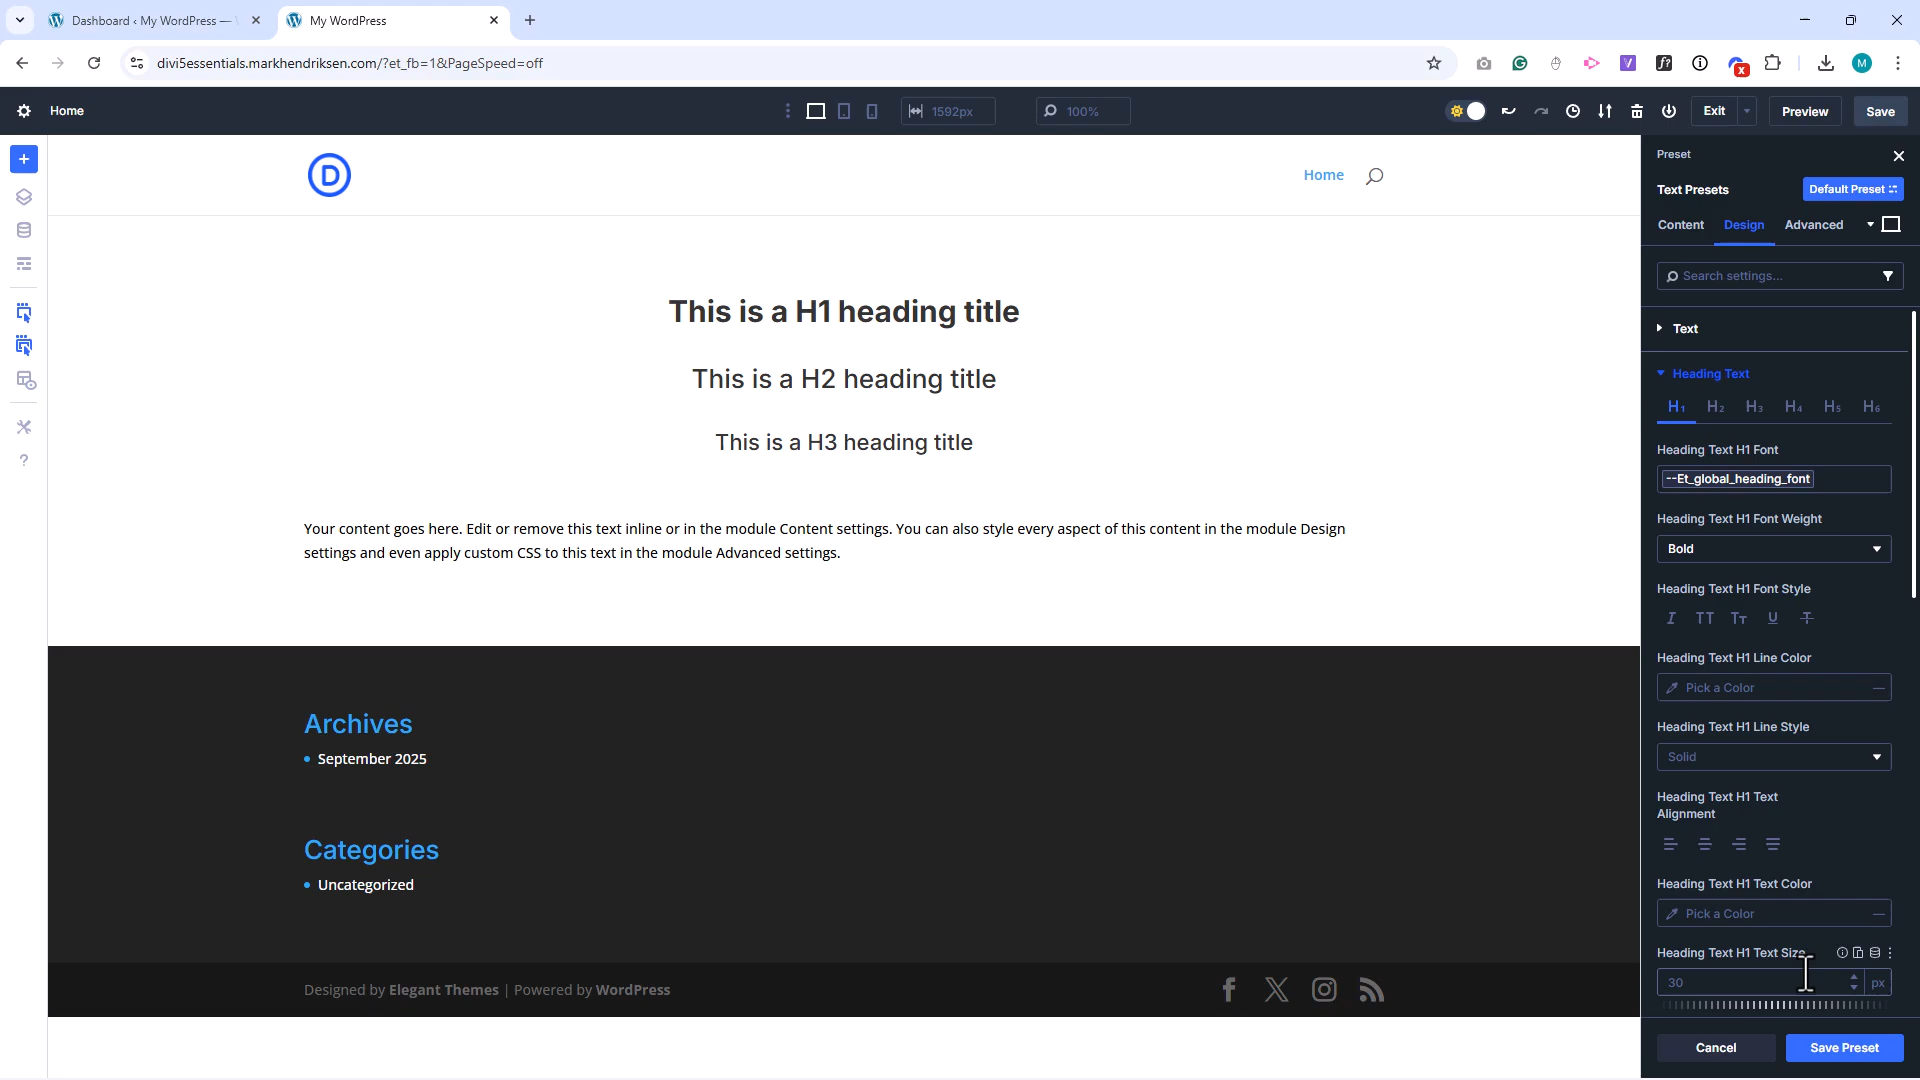 Dashboard ‹ My WordPress —
My WordPress
divi5essentials.markhendriksen.com/?et_fb=1&PageSpeed=off
M
Home
1592px
100%
Exit
Preview
Save
D
Home
This is a H1 heading title
This is a H2 heading title
This is a H3 heading title
Your content goes here. Edit or remove this text inline or in the module Content settings. You can also style every aspect of this content in the module Design
settings and even apply custom CSS to this text in the module Advanced settings.
Archives
September 2025
Categories
Uncategorized
Designed by Elegant Themes | Powered by WordPress
Preset
Text Presets
Default Preset
Content
Design
Advanced
Search settings...
Text
Heading Text
H1 H2 H3 H4 H5 H6
Heading Text H1 Font
--Et_global_heading_font
Heading Text H1 Font Weight
Bold
Heading Text H1 Font Style
I TT Tт U S
Heading Text H1 Line Color
Pick a Color
Heading Text H1 Line Style
Solid
Heading Text H1 Text
Alignment
Heading Text H1 Text Color
Pick a Color
Heading Text H1 Text Size
30
px
Cancel
Save Preset